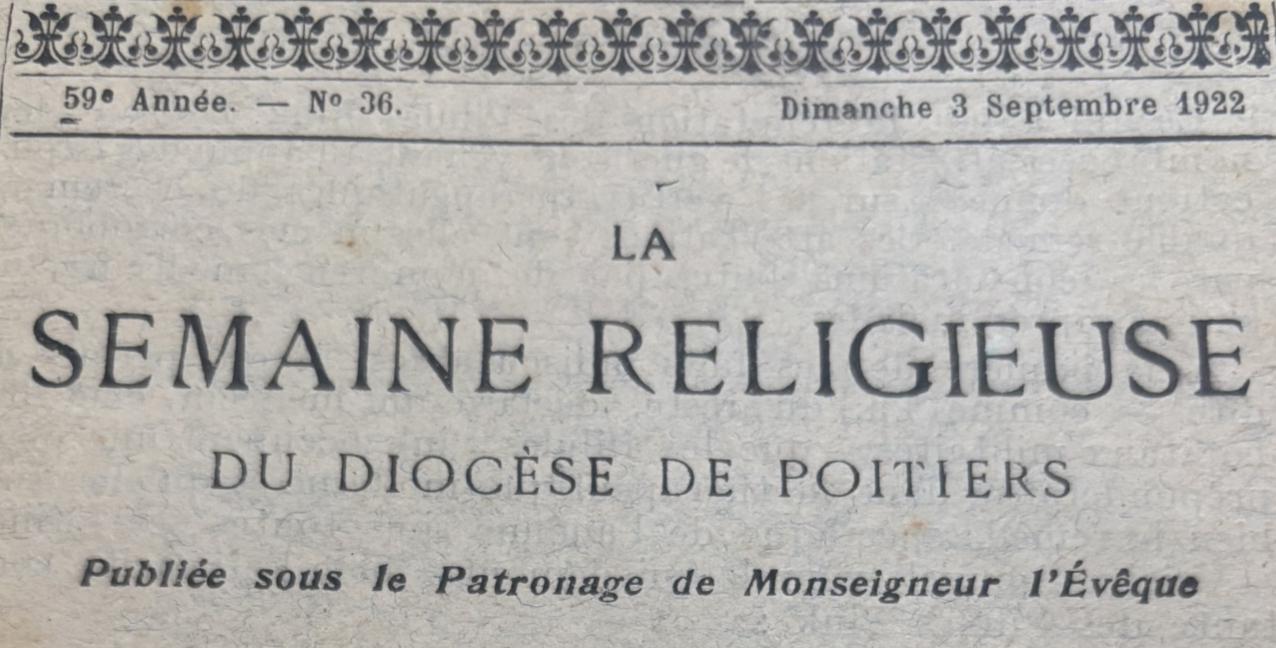 59e Année. — No 36.
Dimanche 3 Septembre 1922
LA
SEMAINE RELIGIEUSE
DU DIOCÈSE DE POITIERS
Publiée sous le Patronage de Monseigneur l'Évêque